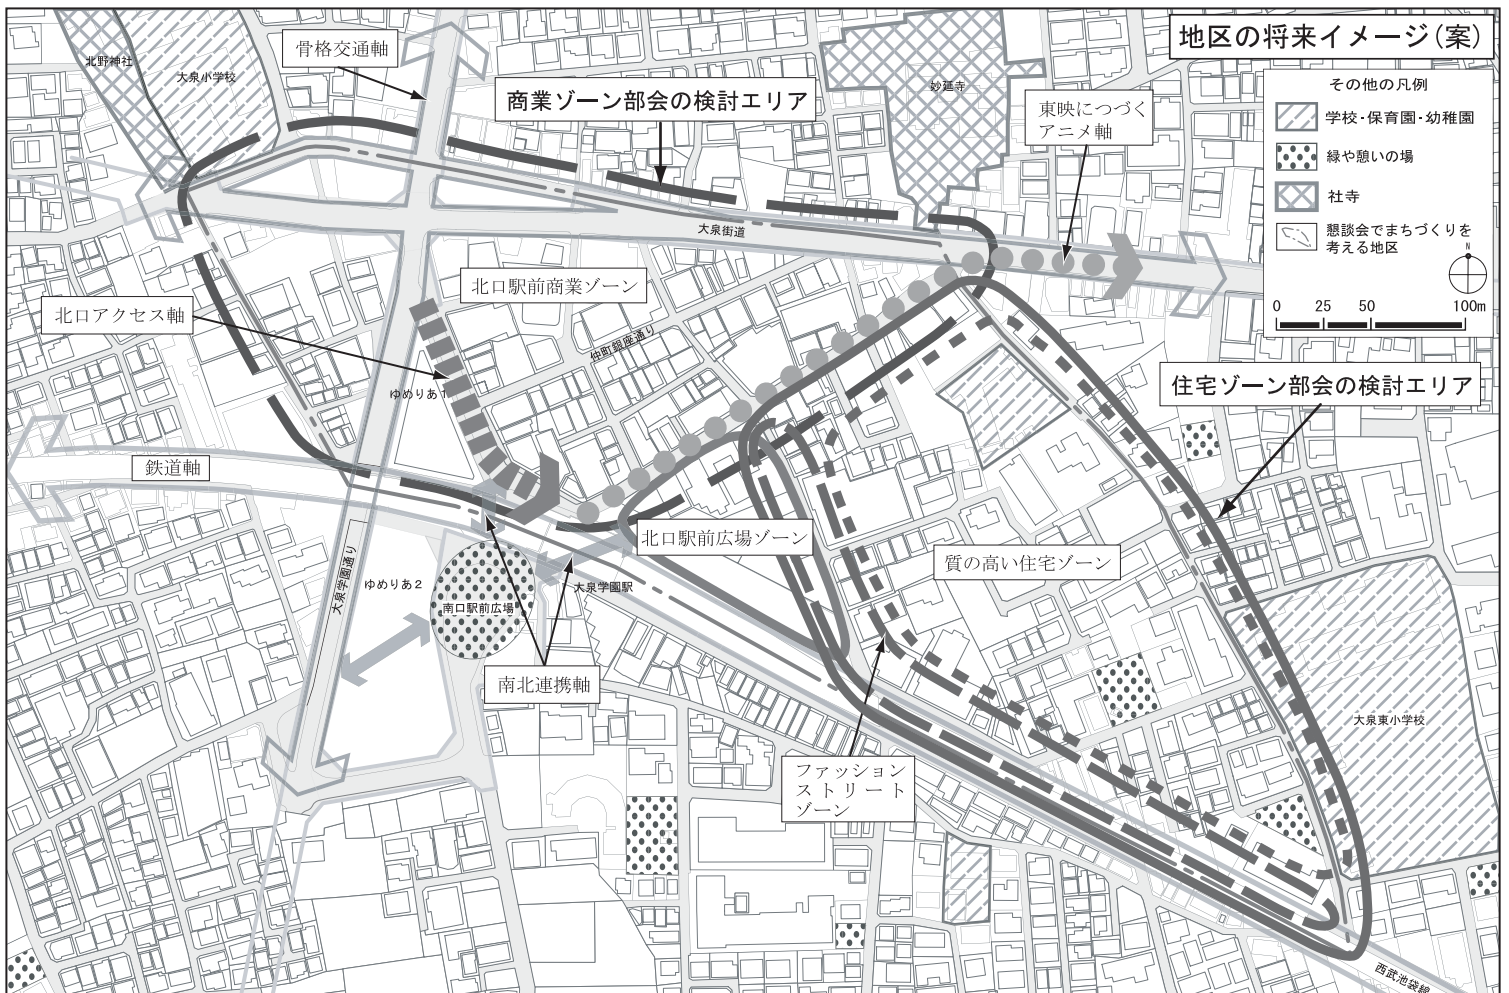 地区の将来イメージ(案)
その他の凡例
学校・保育園・幼稚園
緑や憩いの場
社寺
懇談会でまちづくりを
考える地区
N
0 25 50 100m
北野神社
大泉小学校
骨格交通軸
商業ゾーン部会の検討エリア
妙延寺
東映につづく
アニメ軸
大泉街道
北口駅前商業ゾーン
北口アクセス軸
仲町銀座通り
ゆめりあ1
住宅ゾーン部会の検討エリア
鉄道軸
北口駅前広場ゾーン
質の高い住宅ゾーン
大泉学園通り
ゆめりあ2
南口駅前広場
大泉学園駅
南北連携軸
大泉東小学校
ファッション
ストリート
ゾーン
西武池袋線